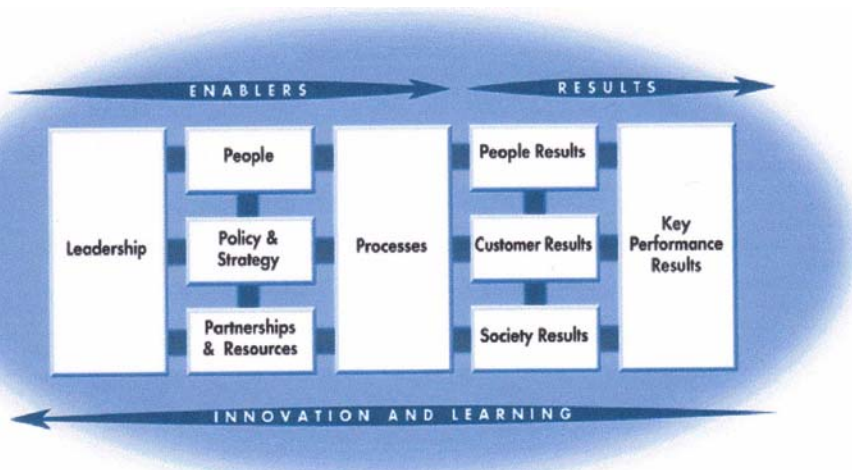 ENABLERS
RESULTS
People
People Results
Leadership
Policy &
Strategy
Processes
Customer Results
Key
Performance
Results
Partnerships
& Resources
Society Results
INNOVATION AND LEARNING